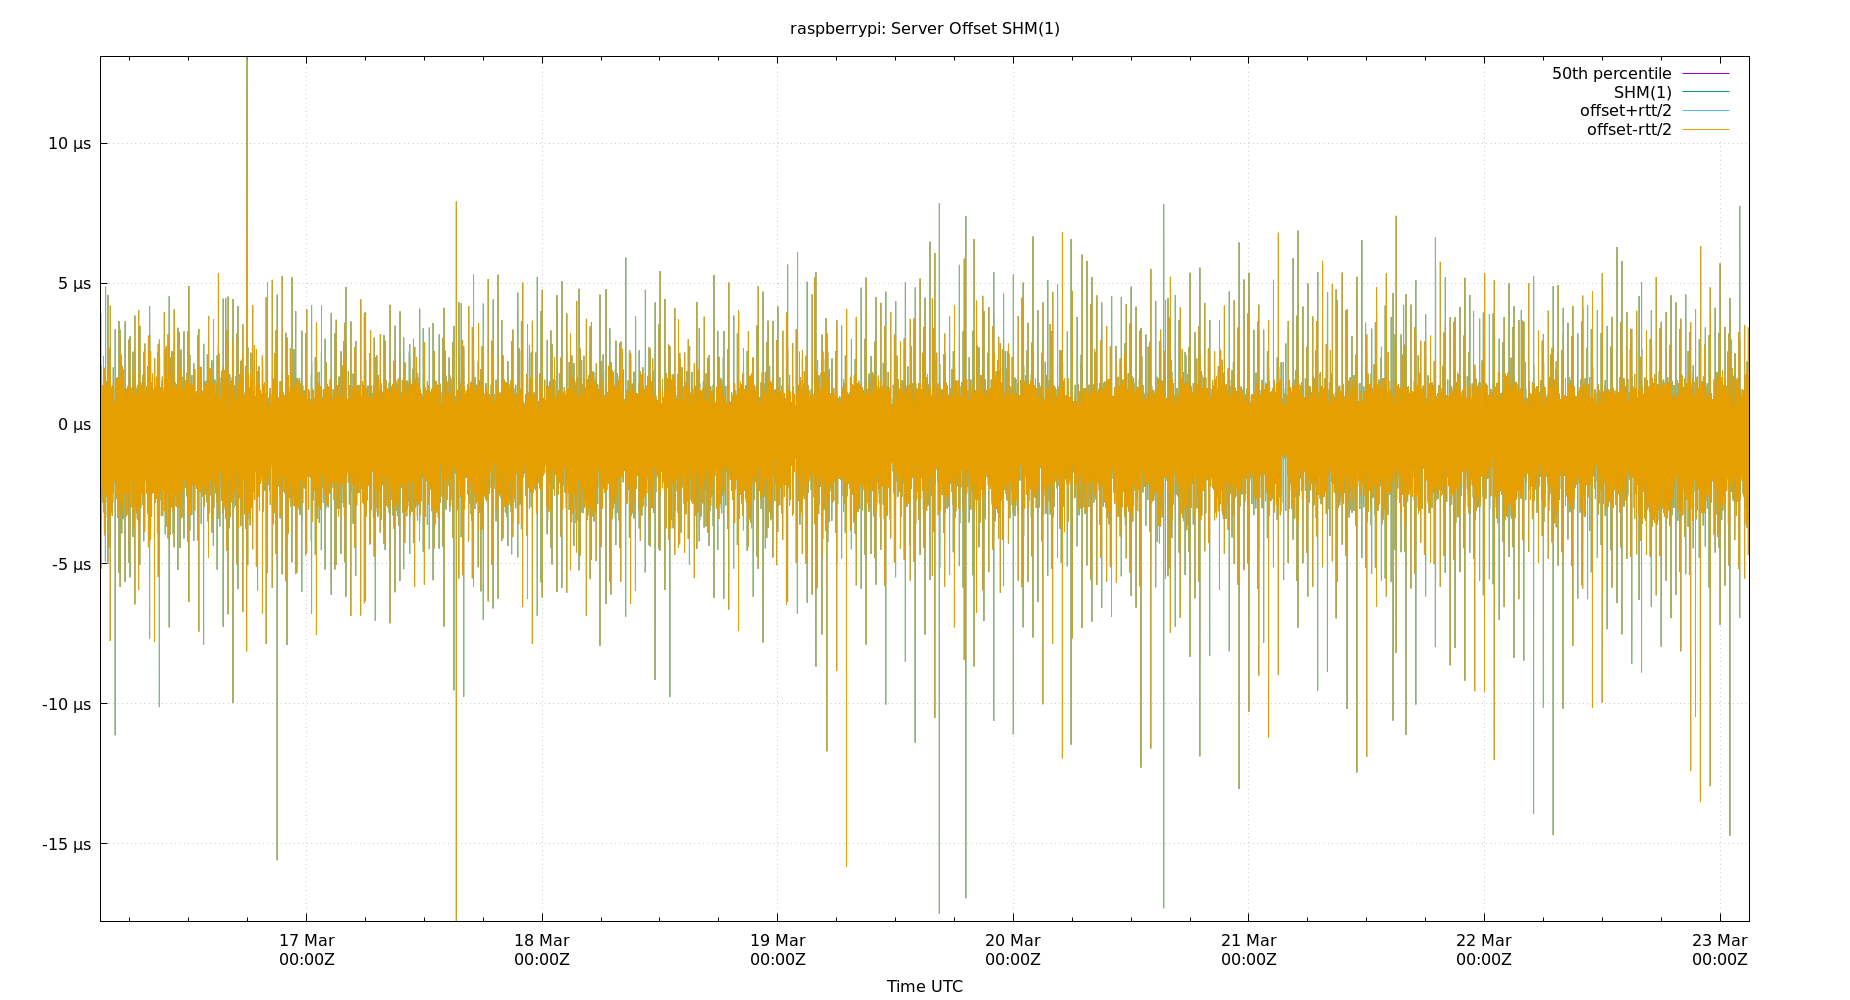 raspberrypi: Server Offset SHM(1)
50th percentile
SHM(1)
offset+rtt/2
offset-rtt/2
10 µs
5 µs
0 µs
-5 µs
-10 µs
-15 µs
17 Mar 18 Mar 19 Mar 20 Mar 21 Mar 22 Mar 23 Mar
00:00Z 00:00Z 00:00Z 00:00Z 00:00Z 00:00Z 00:00Z
Time UTC